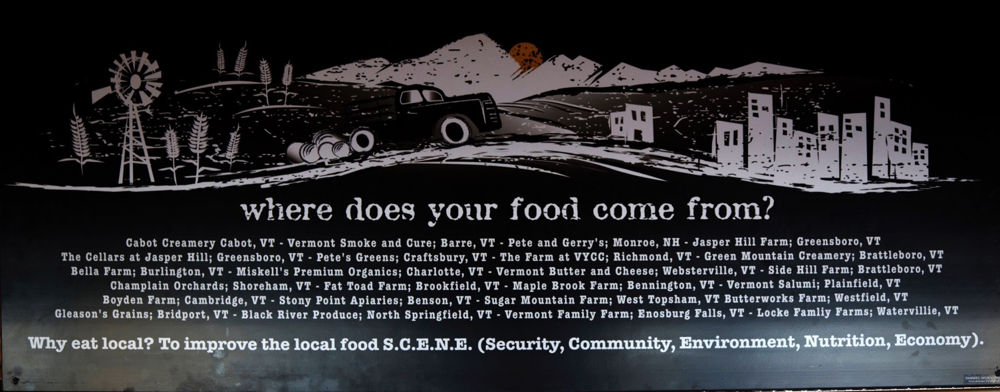 where does your food come from?
Cabot Creamery Cabot, VT - Vermont Smoke and Cure; Barre, VT - Pete and Gerry's; Monroe, NH - Jasper Hill Farm; Greensboro, VT
The Cellars at Jasper Hill; Greensboro, VT - Pete's Greens; Craftsbury, VT - The Farm at VYCC; Richmond, VT - Green Mountain Creamery; Brattleboro, VT
Bella Farm; Burlington, VT - Miskell's Premium Organics; Charlotte, VT - Vermont Butter and Cheese; Websterville, VT - Side Hill Farm; Brattleboro, VT
Champlain Orchards; Shoreham, VT - Fat Toad Farm; Brookfield, VT - Maple Brook Farm; Bennington, VT - Vermont Salumi; Plainfield, VT
Boyden Farm; Cambridge, VT - Stony Point Apiaries; Benson, VT - Sugar Mountain Farm; West Topsham, VT Butterworks Farm; Westfield, VT
Gleason's Grains; Bridport, VT - Black River Produce; North Springfield, VT - Vermont Family Farm; Enosburg Falls, VT - Locke Famliy Farms; Watervillie, VT
Why eat local? To improve the local food S.C.E.N.E. (Security, Community, Environment, Nutrition, Economy).